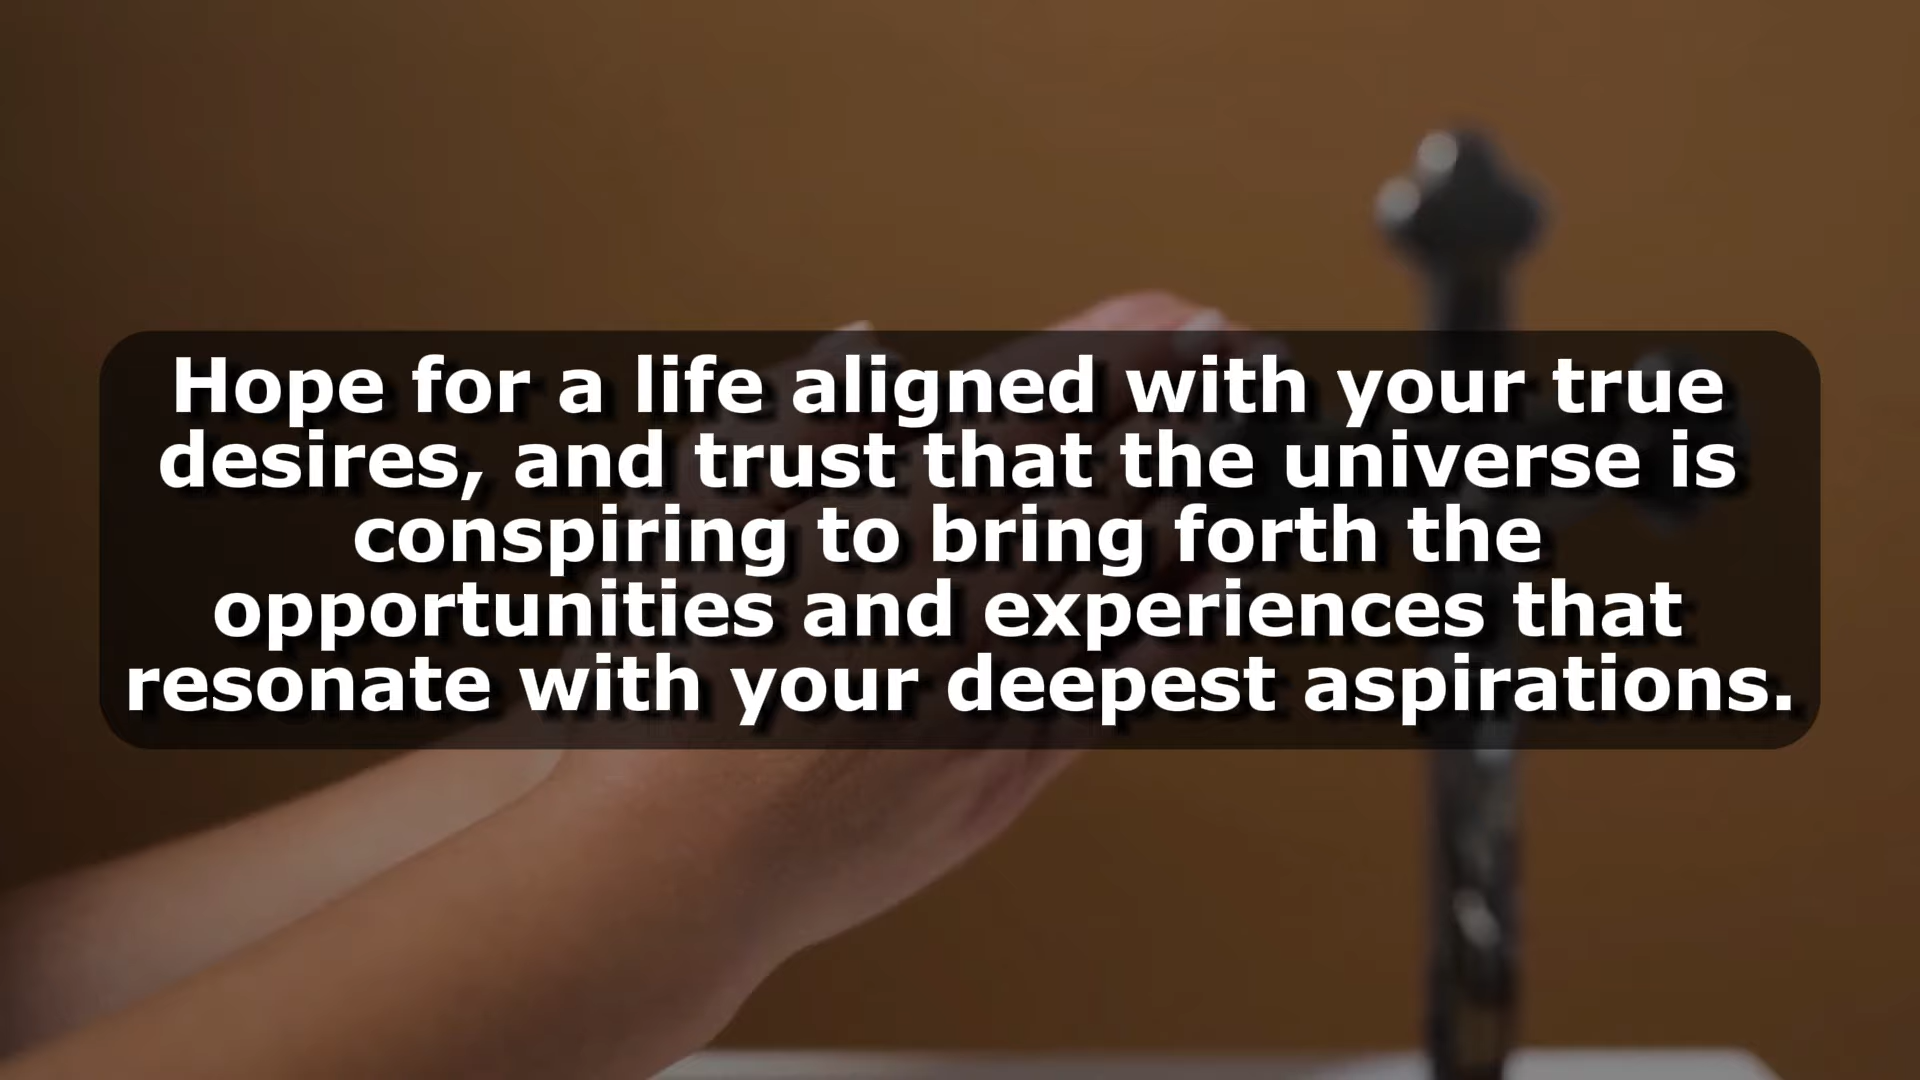 Hope for a life aligned with your true
desires, and trust that the universe is
conspiring to bring forth the
opportunities and experiences that
resonate with your deepest aspirations.